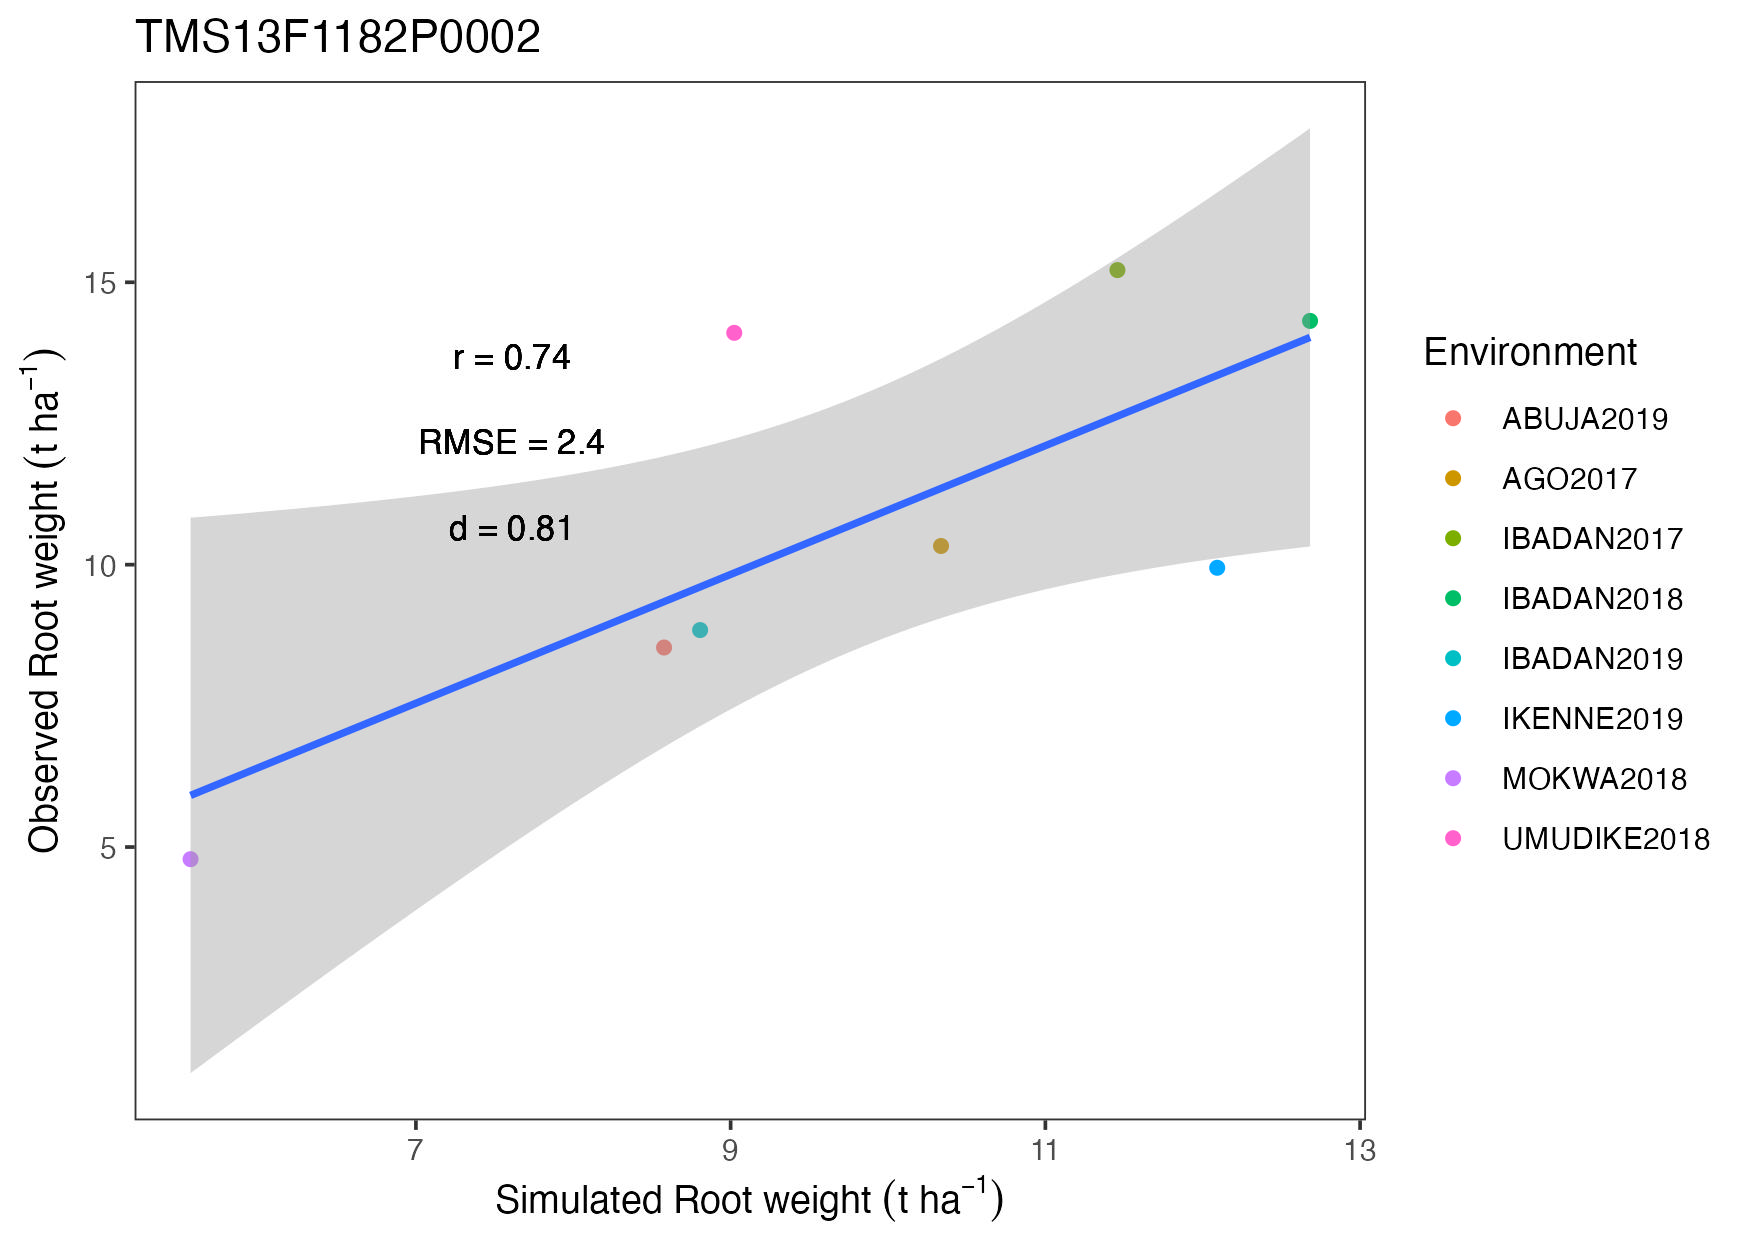 TMS13F1182P0002
Observed Root weight (t ha⁻¹)
15
10
5
r = 0.74
RMSE = 2.4
d = 0.81
7 9 11 13
Simulated Root weight (t ha⁻¹)
Environment
ABUJA2019
AGO2017
IBADAN2017
IBADAN2018
IBADAN2019
IKENNE2019
MOKWA2018
UMUDIKE2018